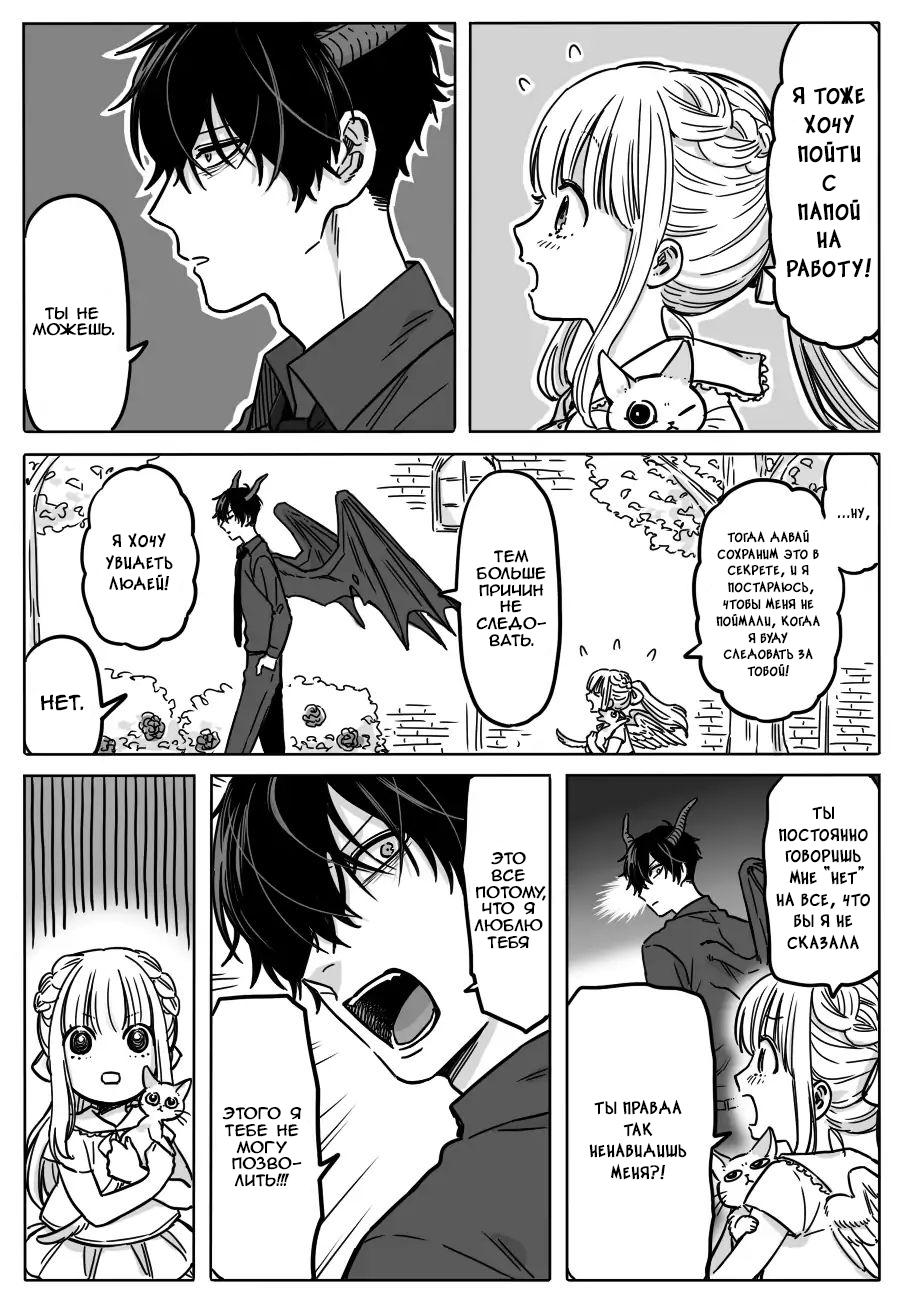 Я ТОЖЕ
ХОЧУ
ПОЙТИ
С
ПАПОЙ
НА
РАБОТУ!
ТЫ НЕ
МОЖЕШЬ.
...НУ,
ТОГДА ДАВАЙ
СОХРАНИМ ЭТО В
СЕКРЕТЕ, И Я
ПОСТАРАЮСЬ,
ЧТОБЫ МЕНЯ НЕ
ПОЙМАЛИ, КОГДА
Я БУДУ
СЛЕДОВАТЬ ЗА
ТОБОЙ!
ТЕМ
БОЛЬШЕ
ПРИЧИН
НЕ
СЛЕДО-
ВАТЬ.
Я ХОЧУ
УВИДЕТЬ
ЛЮДЕЙ!
НЕТ.
ТЫ
ПОСТОЯННО
ГОВОРИШЬ
МНЕ "НЕТ"
НА ВСЕ, ЧТО
БЫ Я НЕ
СКАЗАЛА
ТЫ ПРАВДА
ТАК
НЕНАВИДИШЬ
МЕНЯ?!
ЭТО
ВСЕ
ПОТОМУ,
ЧТО Я
ЛЮБЛЮ
ТЕБЯ
ЭТОГО Я
ТЕБЕ НЕ
МОГУ
ПОЗВО-
ЛИТЬ!!!